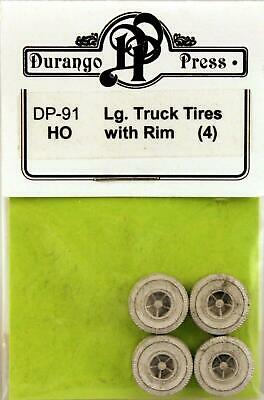 Durango DP Press •
DP-91 Lg. Truck Tires
HO with Rim (4)